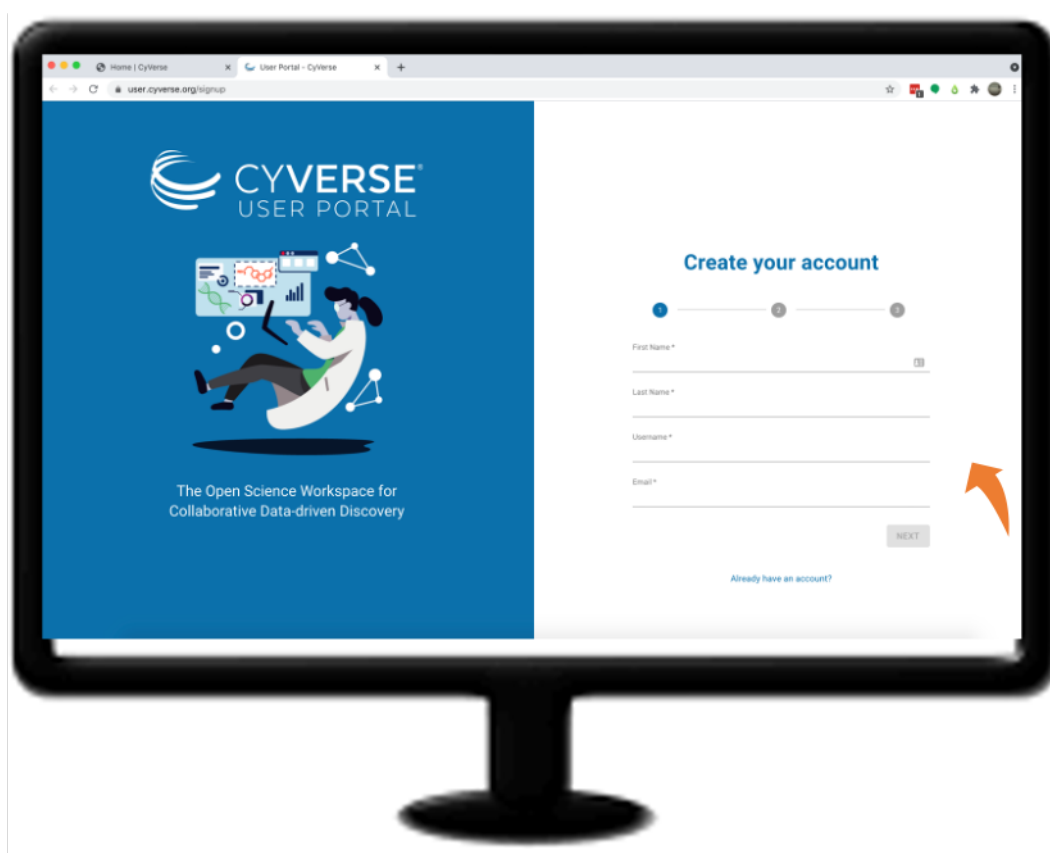 Home | CyVerse
User Portal - CyVerse
user.cyverse.org/signup
CYVERSE®
USER PORTAL
The Open Science Workspace for
Collaborative Data-driven Discovery
Create your account
1
2
3
First Name *
Last Name *
Username *
Email *
NEXT
Already have an account?